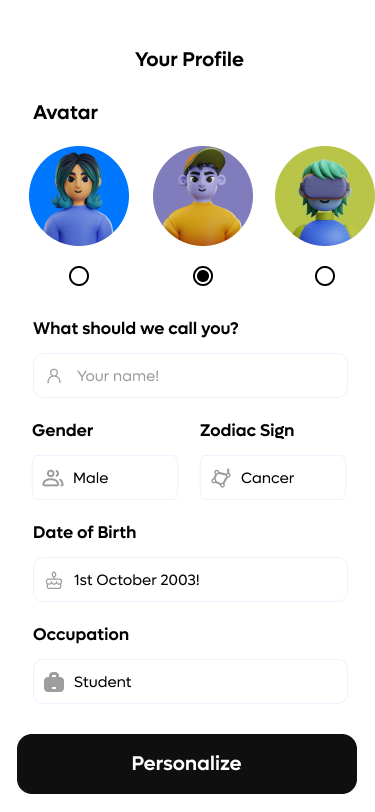 Your Profile
Avatar
What should we call you?
Your name!
Gender
Zodiac Sign
Male
Cancer
Date of Birth
1st October 2003!
Occupation
Student
Personalize